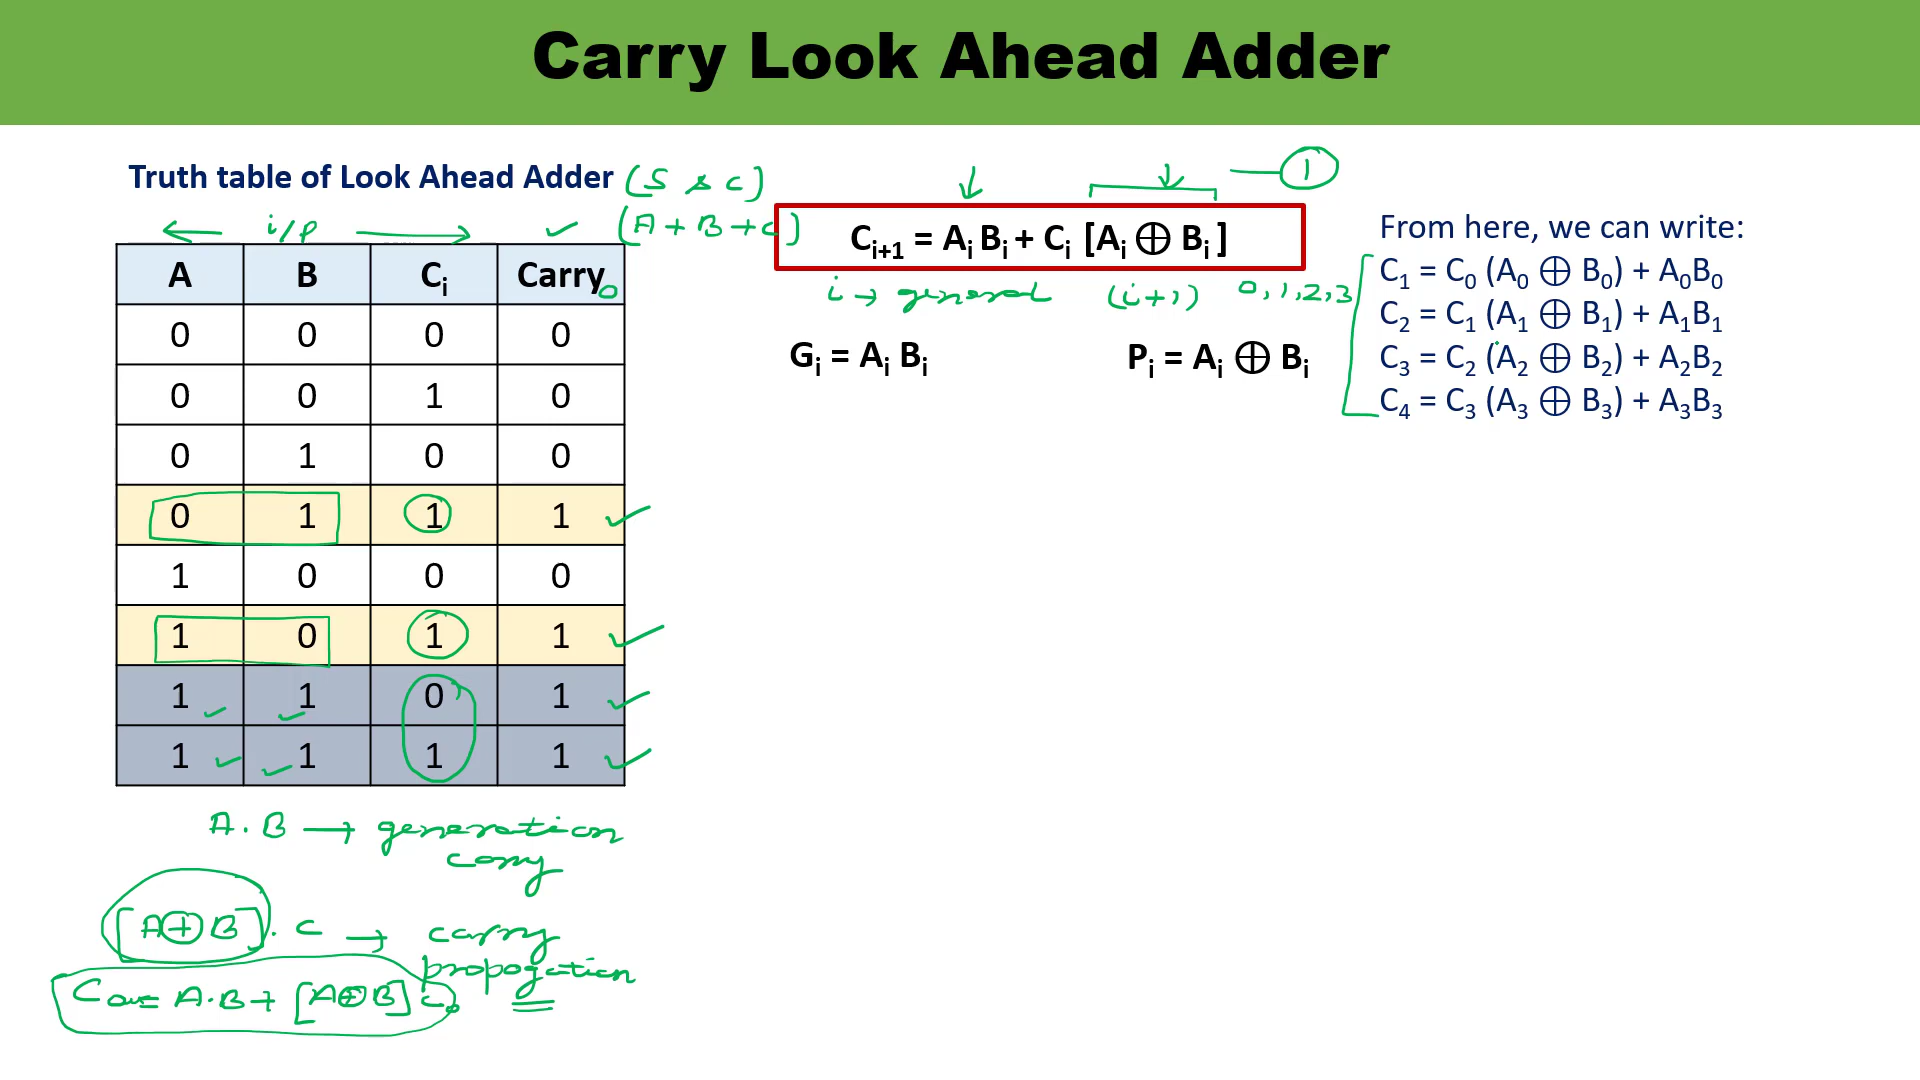 Carry Look Ahead Adder
Truth table of Look Ahead Adder (S & C)
(A + B + C)
← i/p →
A B Cᵢ Carry₀
0 0 0 0
0 0 1 0
0 1 0 0
0 1 1 1
1 0 0 0
1 0 1 1
1 1 0 1
1 1 1 1
A.B → generation
carry
[A⊕B]. C → carry
propogation
Cout = A.B + [A⊕B] C₀
1
Cᵢ₊₁ = Aᵢ Bᵢ + Cᵢ [Aᵢ ⊕ Bᵢ ]
i → general (i+1) 0,1,2,3
Gᵢ = Aᵢ Bᵢ Pᵢ = Aᵢ ⊕ Bᵢ
From here, we can write:
C₁ = C₀ (A₀ ⊕ B₀) + A₀B₀
C₂ = C₁ (A₁ ⊕ B₁) + A₁B₁
C₃ = C₂ (A₂ ⊕ B₂) + A₂B₂
C₄ = C₃ (A₃ ⊕ B₃) + A₃B₃